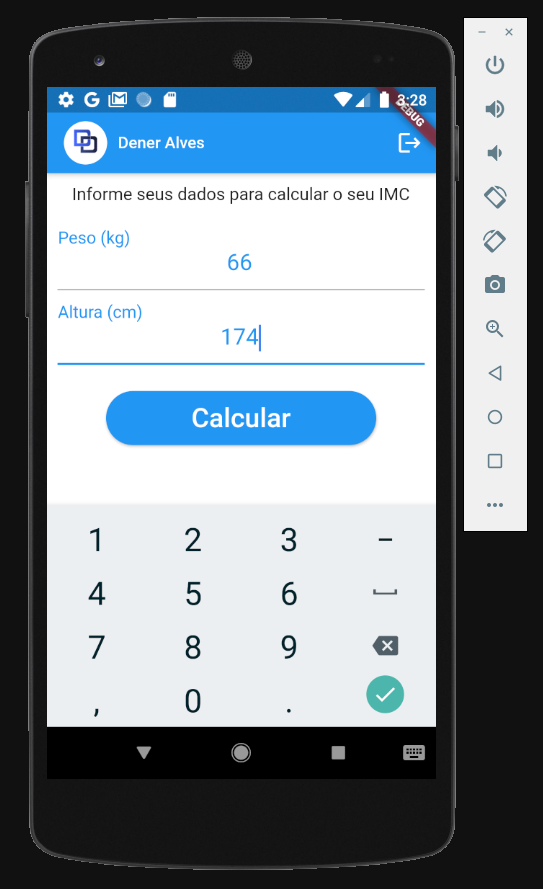 3:28
DEBUG
Dener Alves
Informe seus dados para calcular o seu IMC
Peso (kg)
66
Altura (cm)
174
Calcular
1 2 3 −
4 5 6
7 8 9
, 0 .